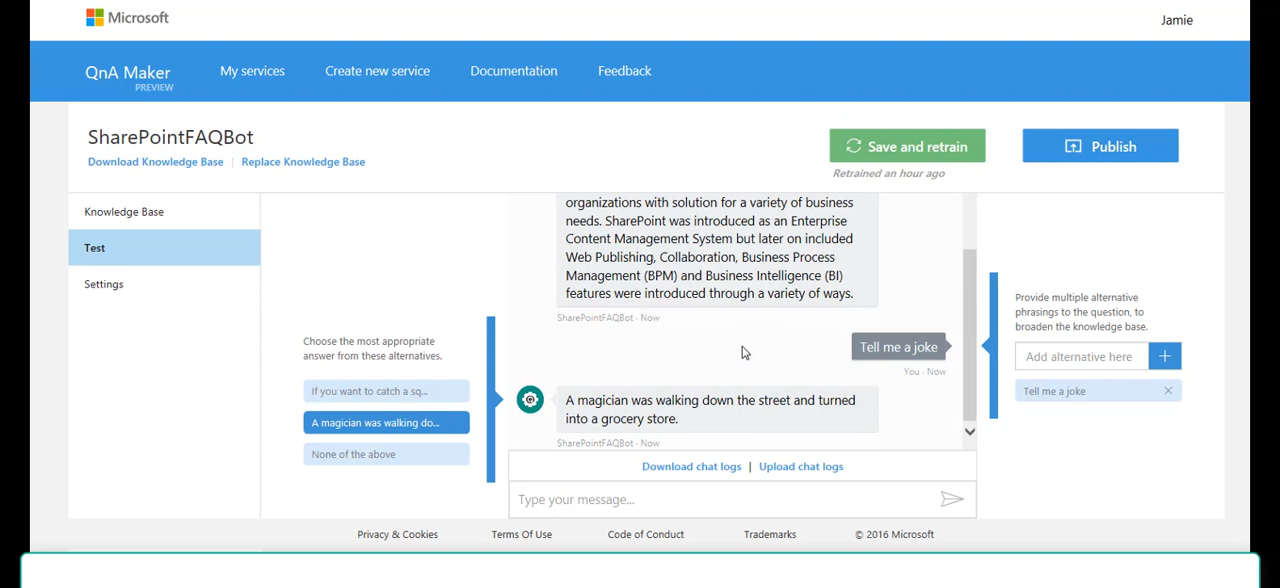 Microsoft
Jamie
QnA Maker
PREVIEW
My services
Create new service
Documentation
Feedback
SharePointFAQBot
Download Knowledge Base | Replace Knowledge Base
Save and retrain
Publish
Retrained an hour ago
Knowledge Base
Test
Settings
Choose the most appropriate
answer from these alternatives.
If you want to catch a sq...
A magician was walking do...
None of the above
organizations with solution for a variety of business
needs. SharePoint was introduced as an Enterprise
Content Management System but later on included
Web Publishing, Collaboration, Business Process
Management (BPM) and Business Intelligence (BI)
features were introduced through a variety of ways.
SharePointFAQBot - Now
Tell me a joke
You - Now
A magician was walking down the street and turned
into a grocery store.
SharePointFAQBot - Now
Download chat logs | Upload chat logs
Type your message...
Provide multiple alternative
phrasings to the question, to
broaden the knowledge base.
Add alternative here
Tell me a joke
Privacy & Cookies
Terms Of Use
Code of Conduct
Trademarks
© 2016 Microsoft